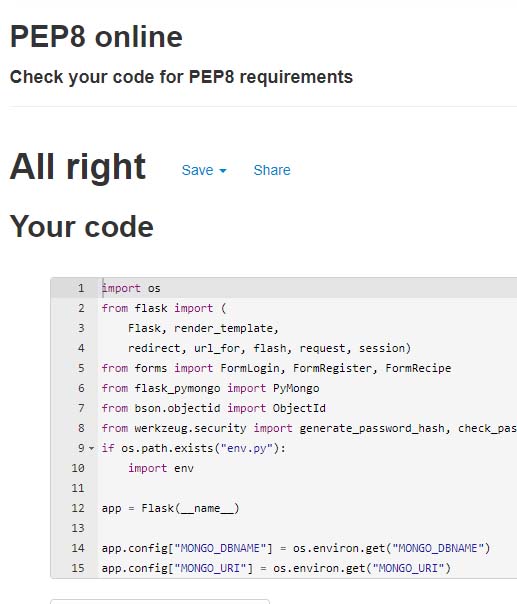 PEP8 online
Check your code for PEP8 requirements
All right Save Share
Your code
1 import os
2 from flask import (
3 Flask, render_template,
4 redirect, url_for, flash, request, session)
5 from forms import FormLogin, FormRegister, FormRecipe
6 from flask_pymongo import PyMongo
7 from bson.objectid import ObjectId
8 from werkzeug.security import generate_password_hash, check_pas
9 if os.path.exists("env.py"):
10 import env
11
12 app = Flask(__name__)
13
14 app.config["MONGO_DBNAME"] = os.environ.get("MONGO_DBNAME")
15 app.config["MONGO_URI"] = os.environ.get("MONGO_URI")